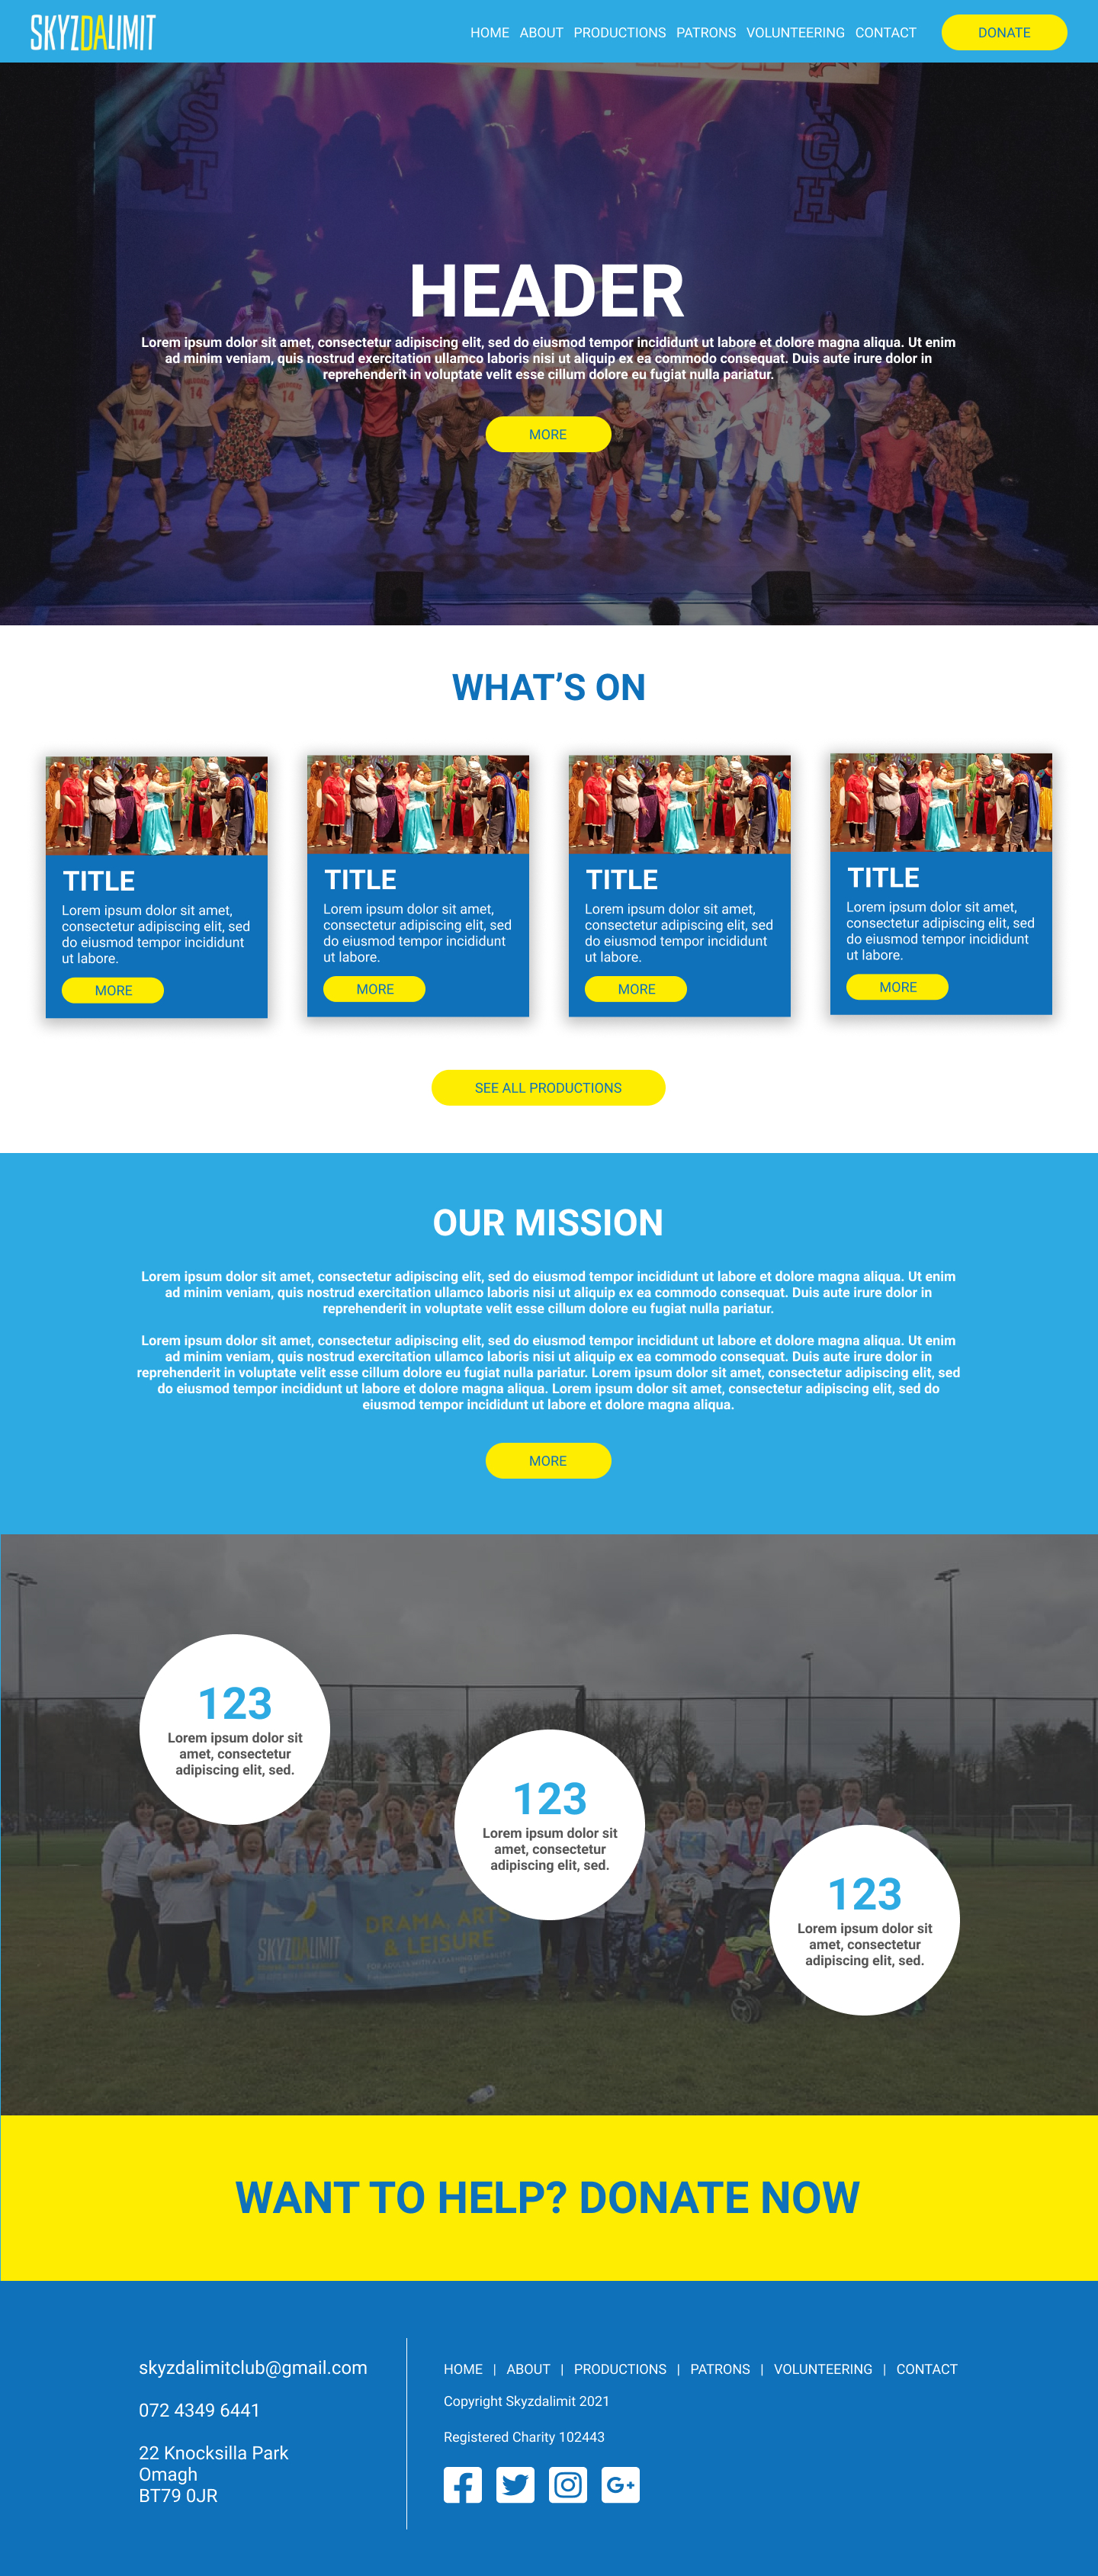 SKYZDALIMIT
HOME ABOUT PRODUCTIONS PATRONS VOLUNTEERING CONTACT DONATE
HEADER
Lorem ipsum dolor sit amet, consectetur adipiscing elit, sed do eiusmod tempor incididunt ut labore et dolore magna aliqua. Ut enim
ad minim veniam, quis nostrud exercitation ullamco laboris nisi ut aliquip ex ea commodo consequat. Duis aute irure dolor in
reprehenderit in voluptate velit esse cillum dolore eu fugiat nulla pariatur.
14
14
14
14
MORE
WHAT’S ON
TITLE
Lorem ipsum dolor sit amet,
consectetur adipiscing elit, sed
do eiusmod tempor incididunt
ut labore.
MORE
TITLE
Lorem ipsum dolor sit amet,
consectetur adipiscing elit, sed
do eiusmod tempor incididunt
ut labore.
MORE
TITLE
Lorem ipsum dolor sit amet,
consectetur adipiscing elit, sed
do eiusmod tempor incididunt
ut labore.
MORE
TITLE
Lorem ipsum dolor sit amet,
consectetur adipiscing elit, sed
do eiusmod tempor incididunt
ut labore.
MORE
SEE ALL PRODUCTIONS
OUR MISSION
Lorem ipsum dolor sit amet, consectetur adipiscing elit, sed do eiusmod tempor incididunt ut labore et dolore magna aliqua. Ut enim
ad minim veniam, quis nostrud exercitation ullamco laboris nisi ut aliquip ex ea commodo consequat. Duis aute irure dolor in
reprehenderit in voluptate velit esse cillum dolore eu fugiat nulla pariatur.
Lorem ipsum dolor sit amet, consectetur adipiscing elit, sed do eiusmod tempor incididunt ut labore et dolore magna aliqua. Ut enim
ad minim veniam, quis nostrud exercitation ullamco laboris nisi ut aliquip ex ea commodo consequat. Duis aute irure dolor in
reprehenderit in voluptate velit esse cillum dolore eu fugiat nulla pariatur. Lorem ipsum dolor sit amet, consectetur adipiscing elit, sed
do eiusmod tempor incididunt ut labore et dolore magna aliqua. Lorem ipsum dolor sit amet, consectetur adipiscing elit, sed do
eiusmod tempor incididunt ut labore et dolore magna aliqua.
MORE
123
Lorem ipsum dolor sit
amet, consectetur
adipiscing elit, sed.
123
Lorem ipsum dolor sit
amet, consectetur
adipiscing elit, sed.
123
Lorem ipsum dolor sit
amet, consectetur
adipiscing elit, sed.
DRAMA, ARTS
& LEISURE
SKYZDALIMIT
WANT TO HELP? DONATE NOW
skyzdalimitclub@gmail.com
072 4349 6441
22 Knocksilla Park
Omagh
BT79 0JR
HOME | ABOUT | PRODUCTIONS | PATRONS | VOLUNTEERING | CONTACT
Copyright Skyzdalimit 2021
Registered Charity 102443
G+